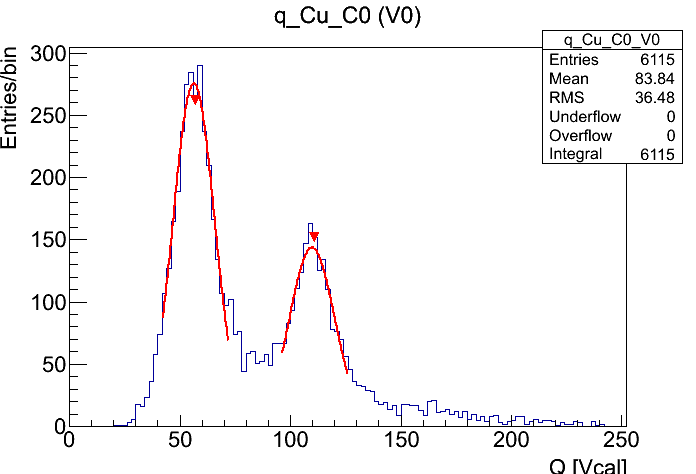 q_Cu_C0 (V0)
q_Cu_C0_V0
Entries 6115
Mean 83.84
RMS 36.48
Underflow 0
Overflow 0
Integral 6115
Entries/bin
300
250
200
150
100
50
0
0 50 100 150 200 250
Q [Vcal]